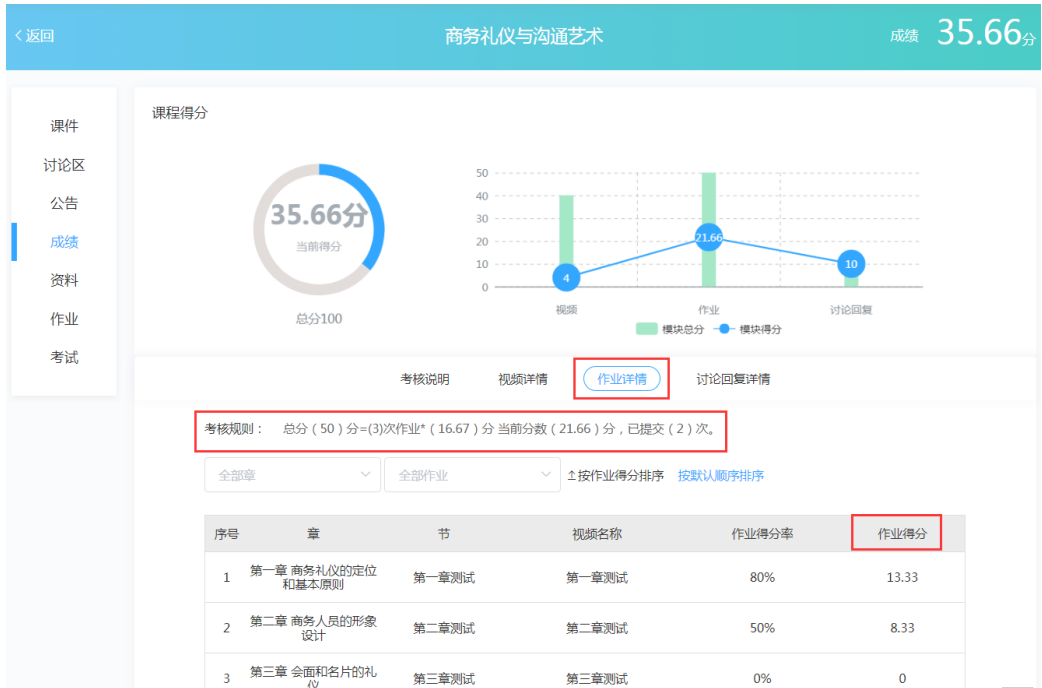 <返回
商务礼仪与沟通艺术
成绩 35.66分
课件
讨论区
公告
成绩
资料
作业
考试
课程得分
35.66分
当前得分
总分100
50
40
30
20
10
0
4
21.66
10
视频 作业 讨论回复
模块总分 模块得分
考核说明 视频详情 作业详情 讨论回复详情
考核规则： 总分（50）分=(3)次作业*（16.67）分 当前分数（21.66）分，已提交（2）次。
全部章 全部作业 ↥按作业得分排序 按默认顺序排序
序号 章 节 视频名称 作业得分率 作业得分
1 第一章 商务礼仪的定位 第一章测试 第一章测试 80% 13.33
和基本原则
2 第二章 商务人员的形象 第二章测试 第二章测试 50% 8.33
设计
3 第三章 会面和名片的礼 第三章测试 第三章测试 0% 0
仪